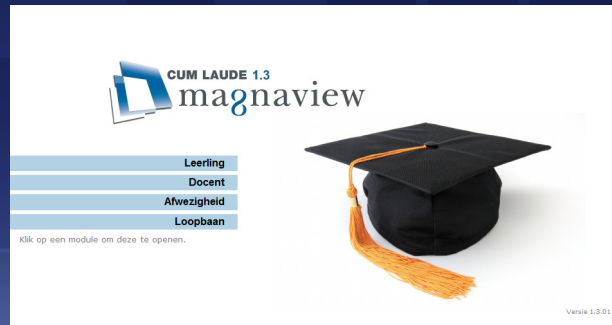 CUM LAUDE 1.3
magnaview
Leerling
Docent
Afwezigheid
Loopbaan
Klik op een module om deze te openen.
Versie 1.3.01